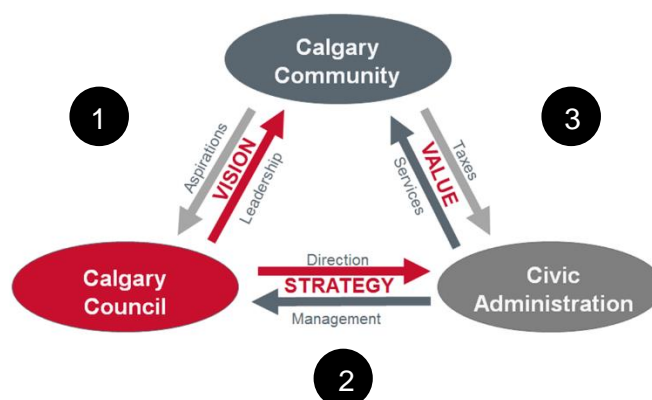 Calgary
Community
1
3
Aspirations
VISION
Leadership
Taxes
VALUE
Services
Calgary
Council
Direction
STRATEGY
Management
Civic
Administration
2